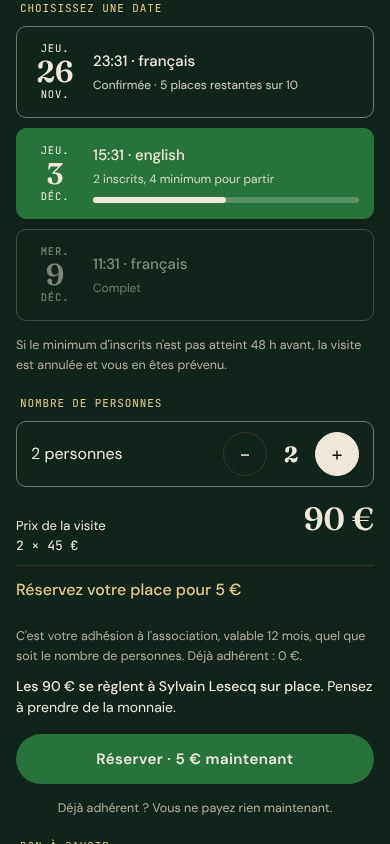 CHOISISSEZ UNE DATE
JEU.
26
NOV.
23:31 · français
Confirmée · 5 places restantes sur 10
JEU.
3
DÉC.
15:31 · english
2 inscrits, 4 minimum pour partir
MER.
9
DÉC.
11:31 · français
Complet
Si le minimum d'inscrits n'est pas atteint 48 h avant, la visite
est annulée et vous en êtes prévenu.
NOMBRE DE PERSONNES
2 personnes
− 2 +
90 €
Prix de la visite
2 × 45 €
Réservez votre place pour 5 €
C'est votre adhésion à l'association, valable 12 mois, quel que
soit le nombre de personnes. Déjà adhérent : 0 €.
Les 90 € se règlent à Sylvain Lesecq sur place. Pensez
à prendre de la monnaie.
Réserver · 5 € maintenant
Déjà adhérent ? Vous ne payez rien maintenant.